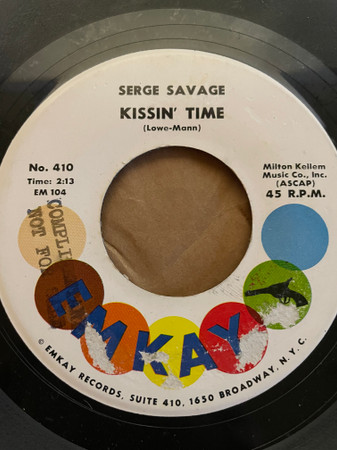 SERGE SAVAGE
KISSIN' TIME
(Lowe-Mann)
No. 410
Time: 2:13
EM 104
Milton Kellem
Music Co., Inc.
(ASCAP)
45 R.P.M.
NOT
EMKAY
© EMKAY RECORDS, SUITE 410, 1650 BROADWAY, N. Y. C.